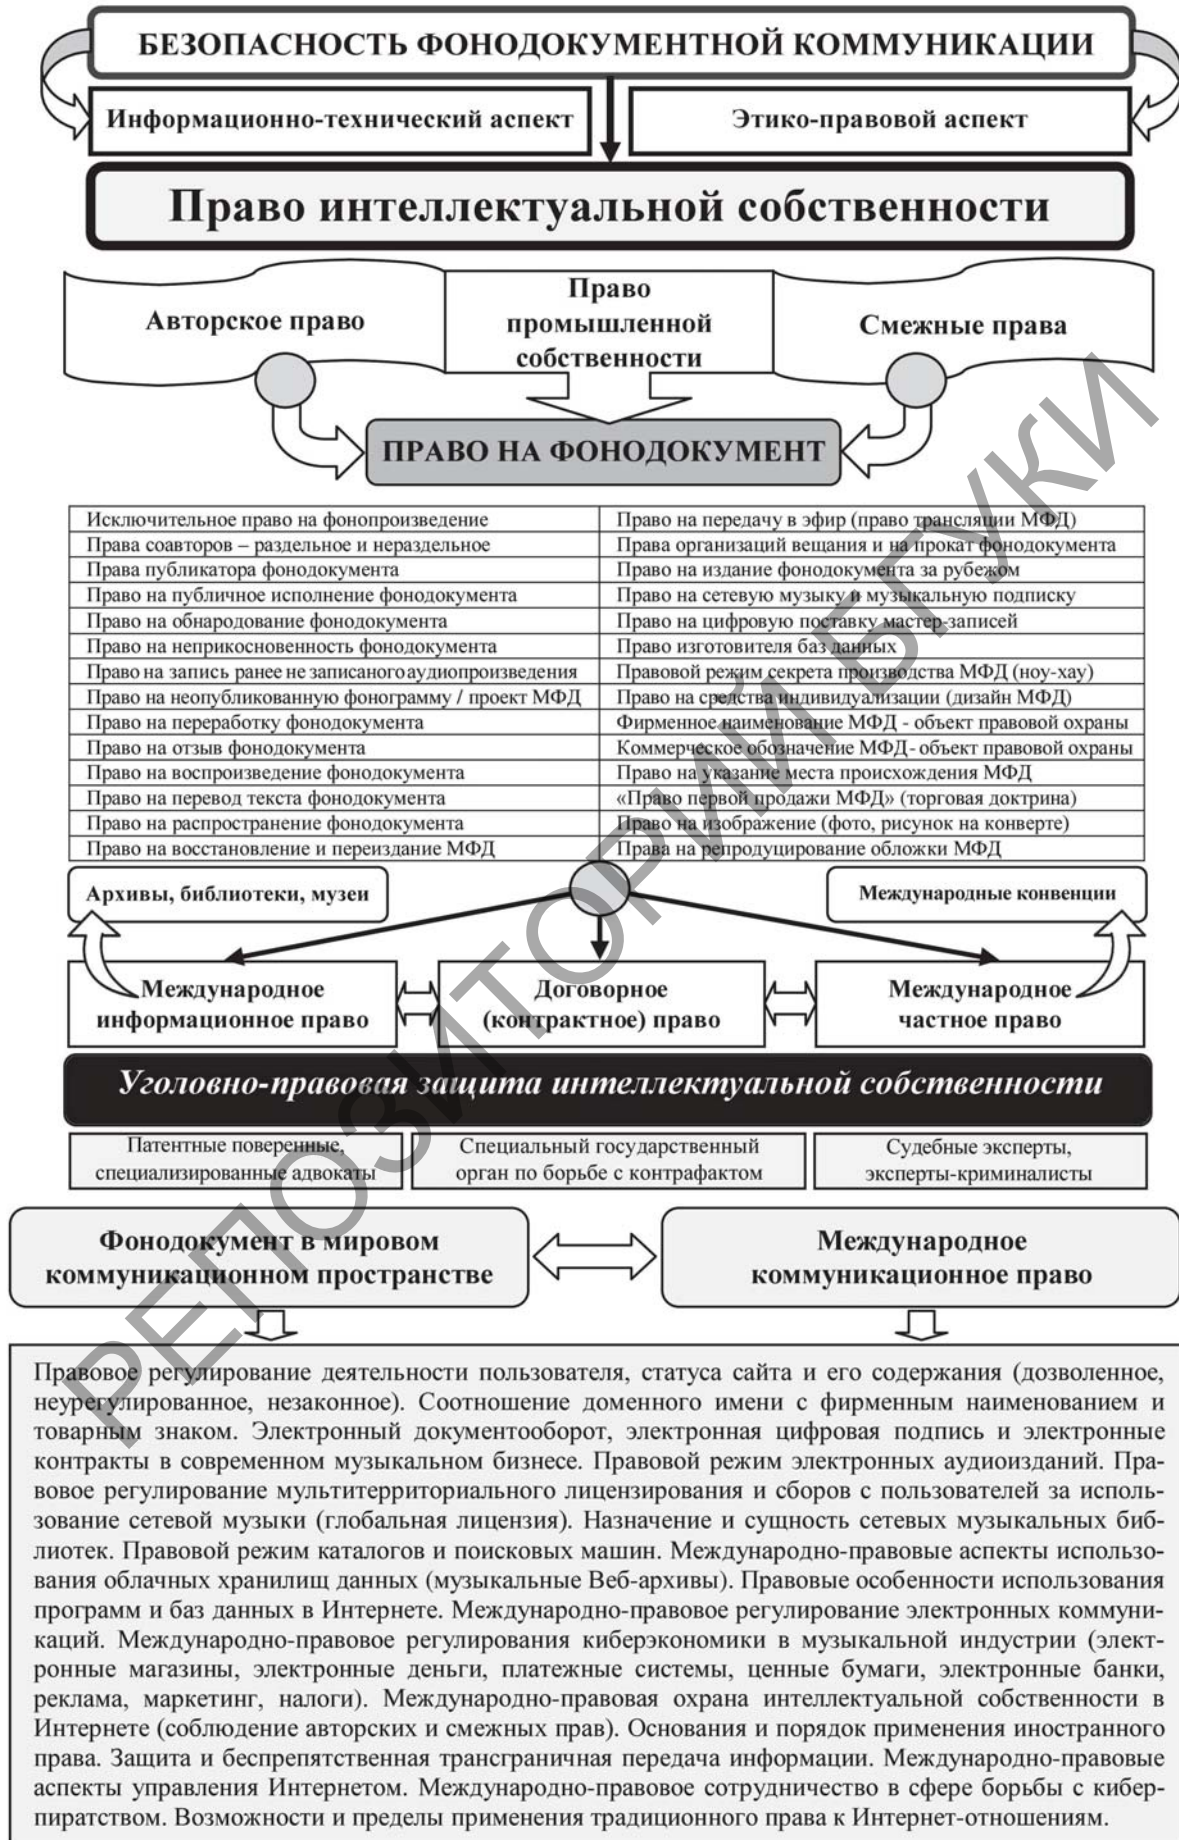 БЕЗОПАСНОСТЬ ФОНОДОКУМЕНТНОЙ КОММУНИКАЦИИ
Информационно-технический аспект
Этико-правовой аспект
Право интеллектуальной собственности
Авторское право
Право
промышленной
собственности
Смежные права
ПРАВО НА ФОНОДОКУМЕНТ
Исключительное право на фонопроизведение
Право на передачу в эфир (право трансляции МФД)
Права соавторов – раздельное и нераздельное
Права организаций вещания и на прокат фонодокумента
Права публикатора фонодокумента
Право на издание фонодокумента за рубежом
Право на публичное исполнение фонодокумента
Право на сетевую музыку и музыкальную подписку
Право на обнародование фонодокумента
Право на цифровую поставку мастер-записей
Право на неприкосновенность фонодокумента
Право изготовителя баз данных
Право на запись ранее не записаного аудиопроизведения
Правовой режим секрета производства МФД (ноу-хау)
Право на неопубликованную фонограмму / проект МФД
Право на средства индивидуализации (дизайн МФД)
Право на переработку фонодокумента
Фирменное наименование МФД - объект правовой охраны
Право на отзыв фонодокумента
Коммерческое обозначение МФД- объект правовой охраны
Право на воспроизведение фонодокумента
Право на указание места происхождения МФД
Право на перевод текста фонодокумента
«Право первой продажи МФД» (торговая доктрина)
Право на распространение фонодокумента
Право на изображение (фото, рисунок на конверте)
Право на восстановление и переиздание МФД
Права на репродуцирование обложки МФД
Архивы, библиотеки, музеи
Международные конвенции
Международное
информационное право
Договорное
(контрактное) право
Международное
частное право
Уголовно-правовая защита интеллектуальной собственности
Патентные поверенные,
специализированные адвокаты
Специальный государственный
орган по борьбе с контрафактом
Судебные эксперты,
эксперты-криминалисты
Фонодокумент в мировом
коммуникационном пространстве
Международное
коммуникационное право
Правовое регулирование деятельности пользователя, статуса сайта и его содержания (дозволенное,
неурегулированное, незаконное). Соотношение доменного имени с фирменным наименованием и
товарным знаком. Электронный документооборот, электронная цифровая подпись и электронные
контракты в современном музыкальном бизнесе. Правовой режим электронных аудиоизданий. Пра-
вовое регулирование мультитерриториального лицензирования и сборов с пользователей за исполь-
зование сетевой музыки (глобальная лицензия). Назначение и сущность сетевых музыкальных биб-
лиотек. Правовой режим каталогов и поисковых машин. Международно-правовые аспекты использо-
вания облачных хранилищ данных (музыкальные Веб-архивы). Правовые особенности использования
программ и баз данных в Интернете. Международно-правовое регулирование электронных коммуни-
каций. Международно-правовое регулирования киберэкономики в музыкальной индустрии (элект-
ронные магазины, электронные деньги, платежные системы, ценные бумаги, электронные банки,
реклама, маркетинг, налоги). Международно-правовая охрана интеллектуальной собственности в
Интернете (соблюдение авторских и смежных прав). Основания и порядок применения иностранного
права. Защита и беспрепятственная трансграничная передача информации. Международно-правовые
аспекты управления Интернетом. Международно-правовое сотрудничество в сфере борьбы с кибер-
пиратством. Возможности и пределы применения традиционного права к Интернет-отношениям.
РЕПОЗИТОРИЙ БГУКИ